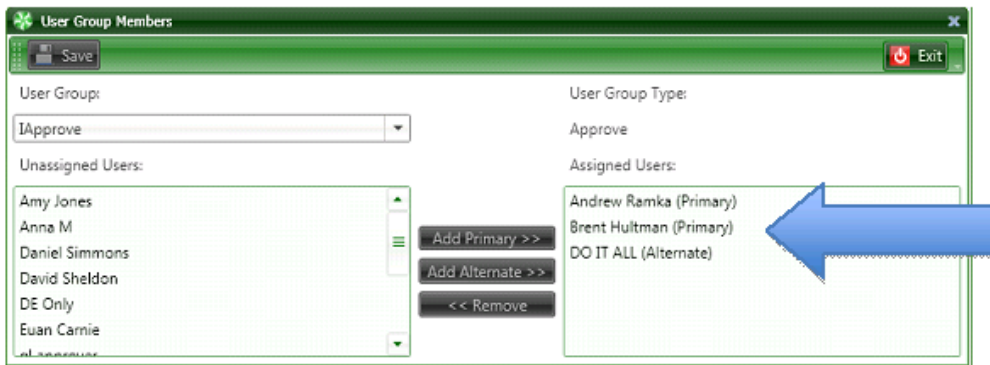 User Group Members
Save
Exit
User Group:
User Group Type:
IApprove
Approve
Unassigned Users:
Assigned Users:
Amy Jones
Anna M
Daniel Simmons
David Sheldon
DE Only
Euan Carnie
Add Primary >>
Add Alternate >>
<< Remove
Andrew Ramka (Primary)
Brent Hultman (Primary)
DO IT ALL (Alternate)